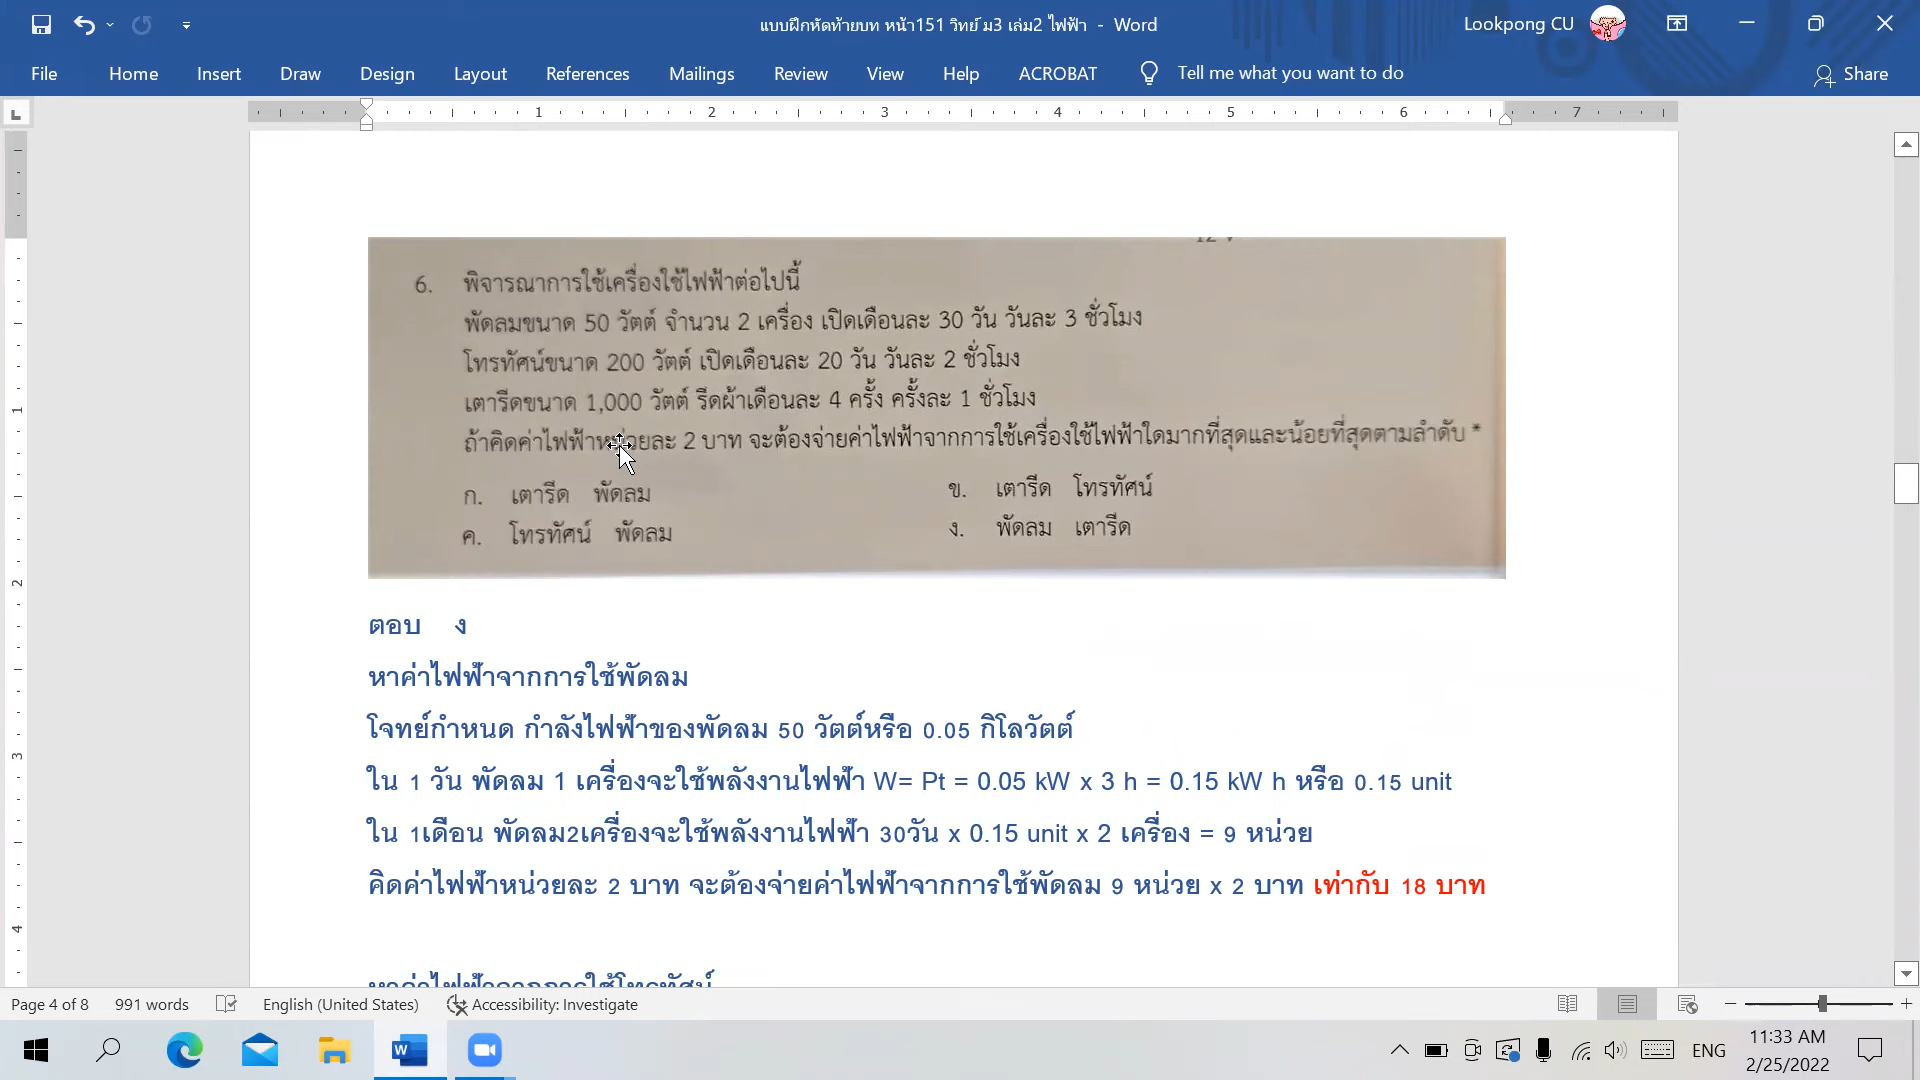 แบบฝึกหัดท้ายบท หน้า151 วิทย์ ม3 เล่ม2 ไฟฟ้า - Word
Lookpong CU
File Home Insert Draw Design Layout References Mailings Review View Help ACROBAT Tell me what you want to do Share
1 2 3 4 5 6 7
6. พิจารณาการใช้เครื่องใช้ไฟฟ้าต่อไปนี้
พัดลมขนาด 50 วัตต์ จำนวน 2 เครื่อง เปิดเดือนละ 30 วัน วันละ 3 ชั่วโมง
โทรทัศน์ขนาด 200 วัตต์ เปิดเดือนละ 20 วัน วันละ 2 ชั่วโมง
เตารีดขนาด 1,000 วัตต์ รีดผ้าเดือนละ 4 ครั้ง ครั้งละ 1 ชั่วโมง
ถ้าคิดค่าไฟฟ้าหน่วยละ 2 บาท จะต้องจ่ายค่าไฟฟ้าจากการใช้เครื่องใช้ไฟฟ้าใดมากที่สุดและน้อยที่สุดตามลำดับ *
ก. เตารีด พัดลม ข. เตารีด โทรทัศน์
ค. โทรทัศน์ พัดลม ง. พัดลม เตารีด
ตอบ ง
หาค่าไฟฟ้าจากการใช้พัดลม
โจทย์กำหนด กำลังไฟฟ้าของพัดลม 50 วัตต์หรือ 0.05 กิโลวัตต์
ใน 1 วัน พัดลม 1 เครื่องจะใช้พลังงานไฟฟ้า W= Pt = 0.05 kW x 3 h = 0.15 kW h หรือ 0.15 unit
ใน 1เดือน พัดลม2เครื่องจะใช้พลังงานไฟฟ้า 30วัน x 0.15 unit x 2 เครื่อง = 9 หน่วย
คิดค่าไฟฟ้าหน่วยละ 2 บาท จะต้องจ่ายค่าไฟฟ้าจากการใช้พัดลม 9 หน่วย x 2 บาท เท่ากับ 18 บาท
หาค่าไฟฟ้าจากการใช้โทรทัศน์
Page 4 of 8 991 words English (United States) Accessibility: Investigate
ENG
11:33 AM
2/25/2022